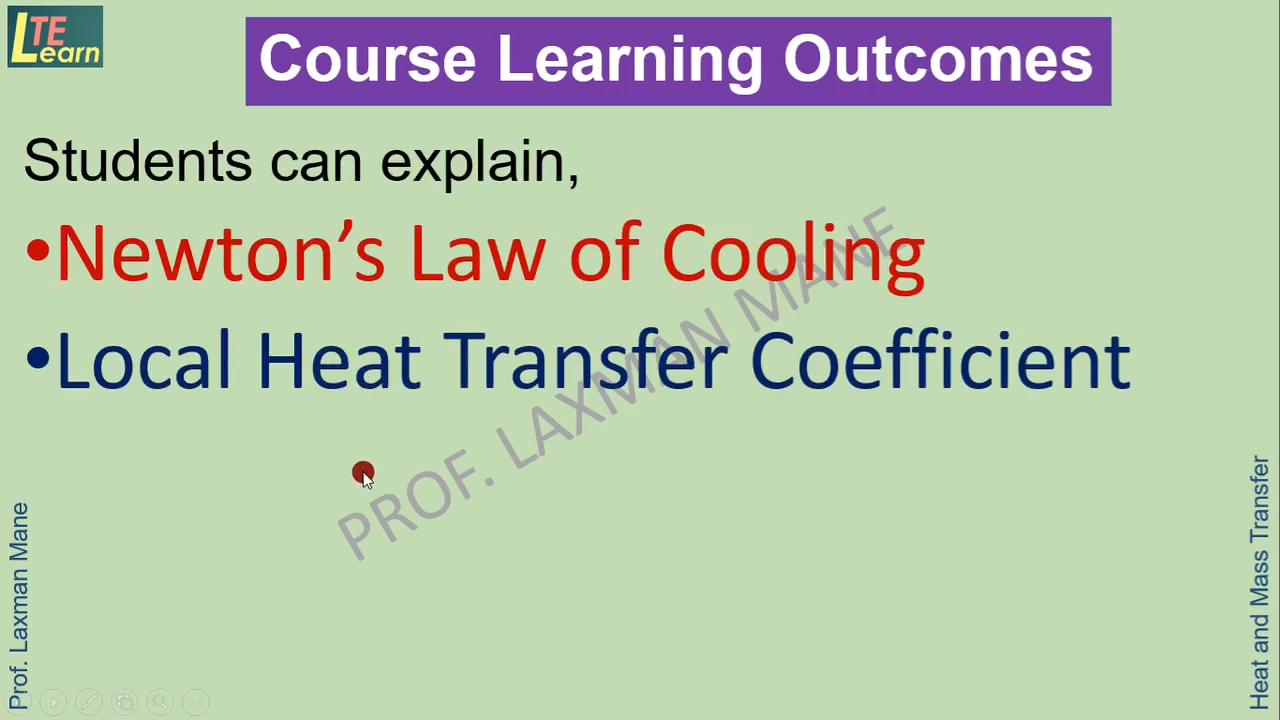 LTE
Learn
Course Learning Outcomes
Students can explain,
•Newton’s Law of Cooling
•Local Heat Transfer Coefficient
PROF. LAXMAN MANE
Prof. Laxman Mane
Heat and Mass Transfer